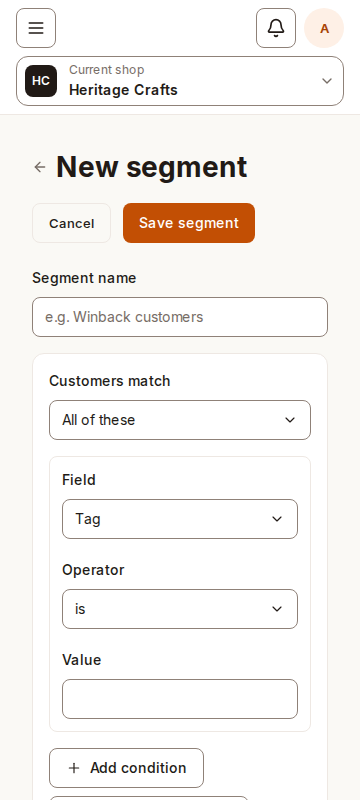 A
HC
Current shop
Heritage Crafts
New segment
Cancel
Save segment
Segment name
e.g. Winback customers
Customers match
All of these
Field
Tag
Operator
is
Value
Add condition